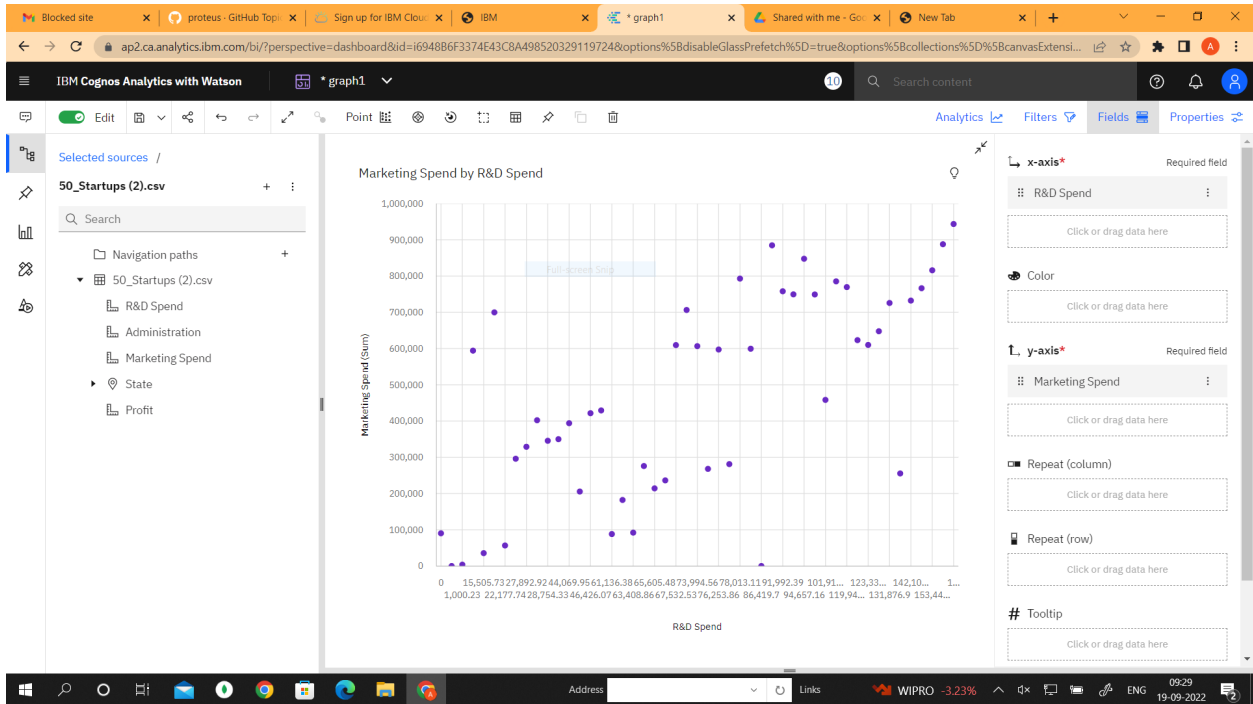 Blocked site
proteus · GitHub Topi
Sign up for IBM Cloud
IBM
* graph1
Shared with me - Goo
New Tab
ap2.ca.analytics.ibm.com/bi/?perspective=dashboard&id=i6948B6F3374E43C8A498520329119724&options%5BdisableGlassPrefetch%5D=true&options%5Bcollections%5D%5BcanvasExtensi...
A
IBM Cognos Analytics with Watson
* graph1
10
Search content
Edit
Point
Analytics
Filters
Fields
Properties
Selected sources /
50_Startups (2).csv
Search
Navigation paths
50_Startups (2).csv
R&D Spend
Administration
Marketing Spend
State
Profit
Marketing Spend by R&D Spend
Full-screen Snip
1,000,000
900,000
800,000
700,000
600,000
500,000
400,000
300,000
200,000
100,000
0
Marketing Spend (Sum)
0 15,505.73 27,892.92 44,069.95 61,136.38 65,605.48 73,994.56 78,013.11 91,992.39 101,91... 123,33... 142,10... 1...
1,000.23 22,177.74 28,754.33 46,426.07 63,408.86 67,532.53 76,253.86 86,419.7 94,657.16 119,94... 131,876.9 153,44...
R&D Spend
x-axis* Required field
R&D Spend
Click or drag data here
Color
Click or drag data here
y-axis* Required field
Marketing Spend
Click or drag data here
Repeat (column)
Click or drag data here
Repeat (row)
Click or drag data here
Tooltip
Click or drag data here
Address
Links
WIPRO -3.23%
ENG
09:29
19-09-2022
2